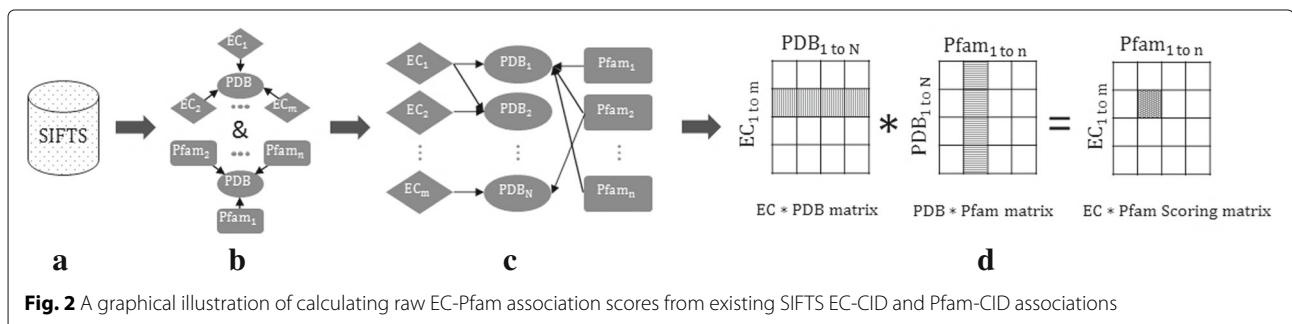 SIFTS
EC₁
PDB
EC₂
ECₘ
...
&
...
Pfam₂
Pfamₙ
PDB
Pfam₁
EC₁
PDB₁
Pfam₁
EC₂
PDB₂
Pfam₂
⋮
⋮
⋮
ECₘ
PDB_N
Pfamₙ
PDB₁ to N
EC₁ to m
EC * PDB matrix
*
Pfam₁ to n
PDB₁ to N
PDB * Pfam matrix
=
Pfam₁ to n
EC₁ to m
EC * Pfam Scoring matrix
a
b
c
d
Fig. 2 A graphical illustration of calculating raw EC-Pfam association scores from existing SIFTS EC-CID and Pfam-CID associations